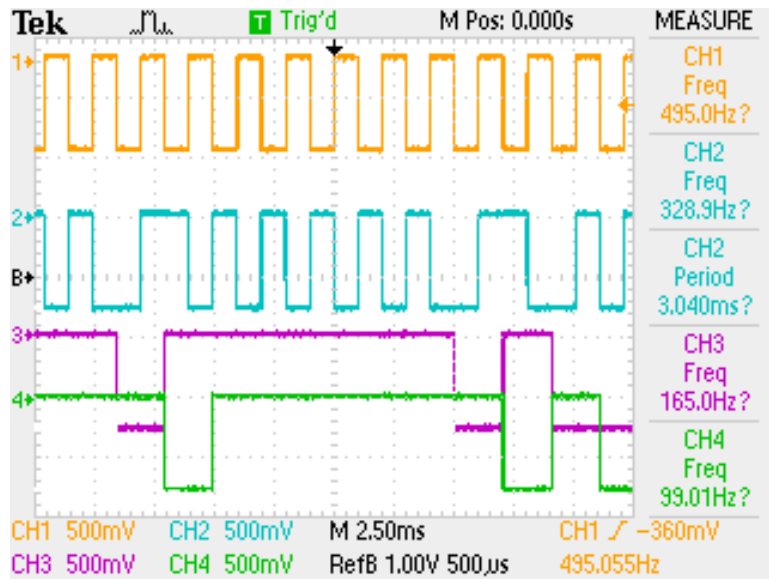 Tek T Trig'd M Pos: 0.000s MEASURE
1
CH1
Freq
495.0Hz?
2
CH2
Freq
328.9Hz?
B
CH2
Period
3.040ms?
3
CH3
Freq
165.0Hz?
4
CH4
Freq
99.01Hz?
CH1 500mV CH2 500mV M 2.50ms CH1 -360mV
CH3 500mV CH4 500mV RefB 1.00V 500µs 495.055Hz